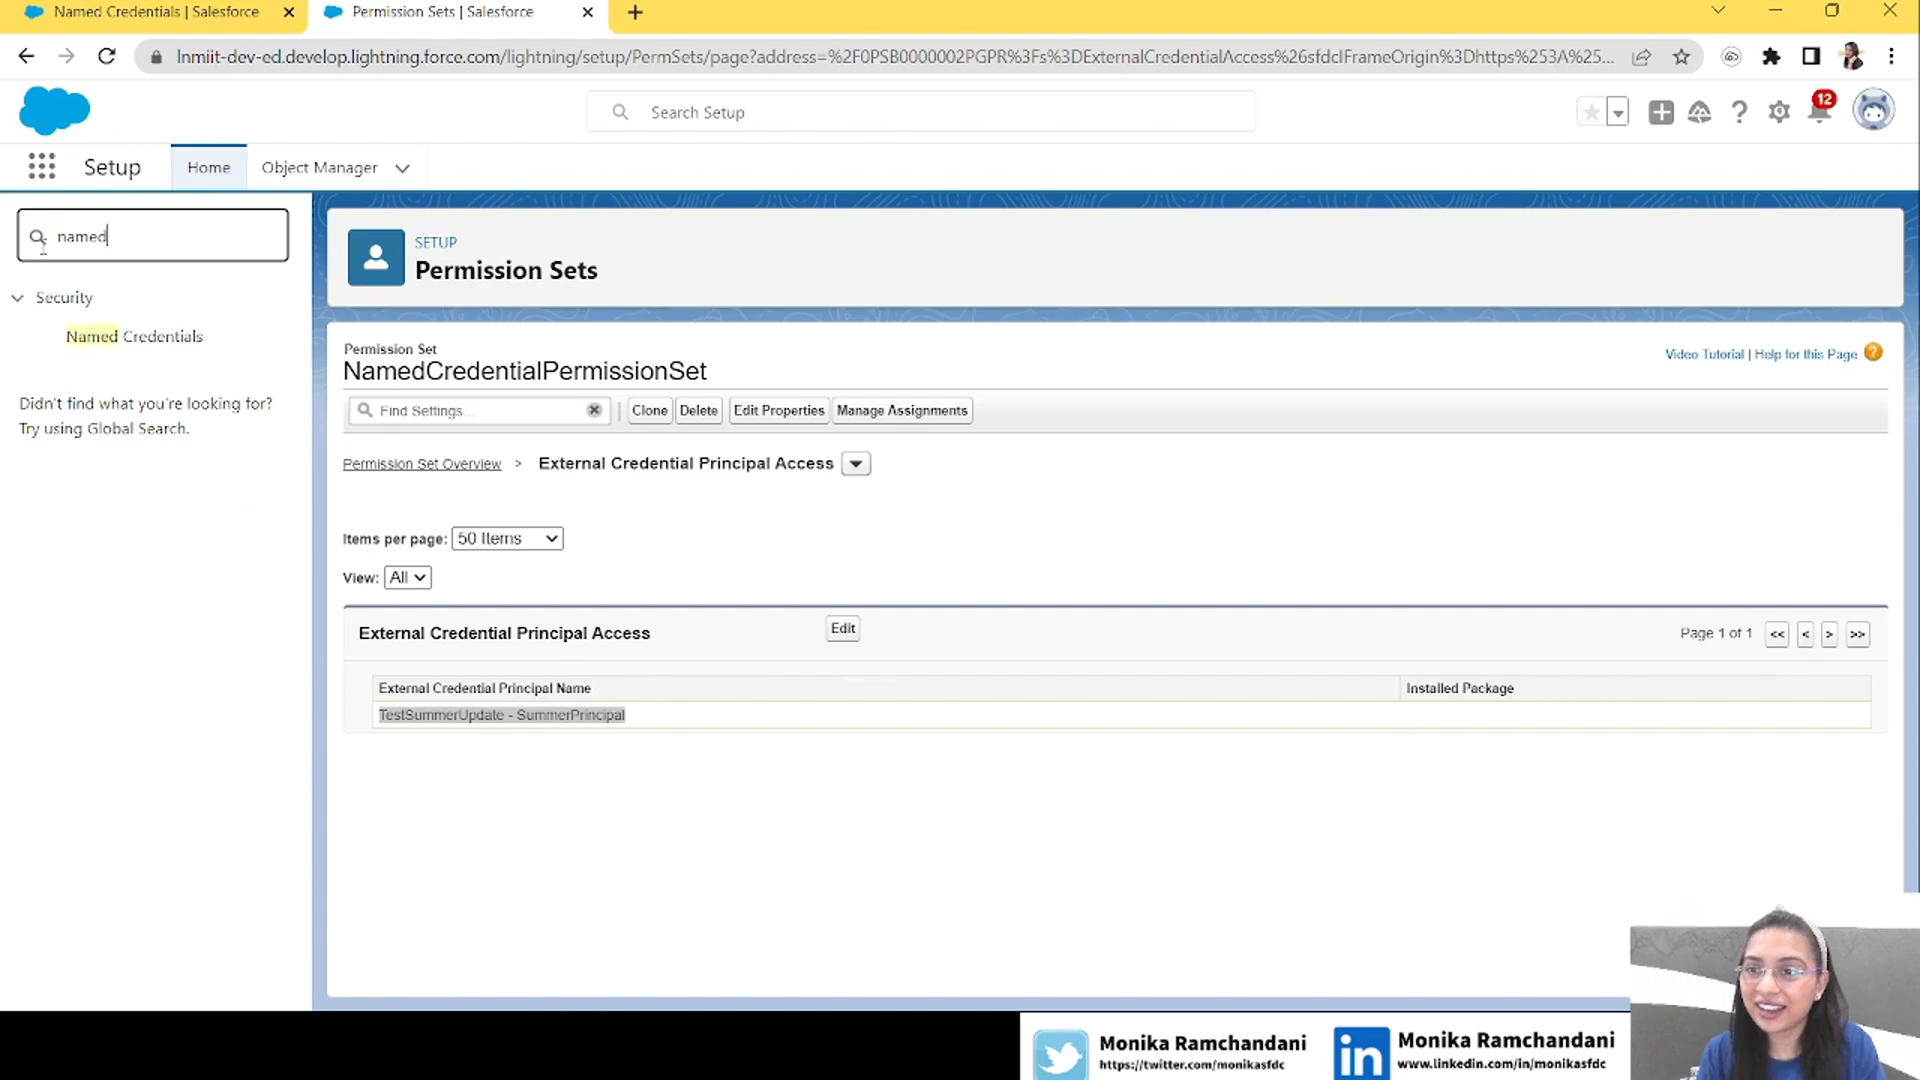 Named Credentials | Salesforce
Permission Sets | Salesforce
lnmiit-dev-ed.develop.lightning.force.com/lightning/setup/PermSets/page?address=%2F0PSB0000002PGPR%3Fs%3DExternalCredentialAccess%26sfdcIFrameOrigin%3Dhttps%253A%25...
Search Setup
12
Setup
Home
Object Manager
named
Security
Named Credentials
Didn't find what you're looking for?
Try using Global Search.
SETUP
Permission Sets
Permission Set
NamedCredentialPermissionSet
Video Tutorial | Help for this Page
Find Settings...
Clone
Delete
Edit Properties
Manage Assignments
Permission Set Overview > External Credential Principal Access
Items per page: 50 Items
View: All
External Credential Principal Access
Edit
Page 1 of 1
<<
<
>
>>
External Credential Principal Name
Installed Package
TestSummerUpdate - SummerPrincipal
Monika Ramchandani
https://twitter.com/monikasfdc
in
Monika Ramchandani
www.linkedin.com/in/monikasfdc